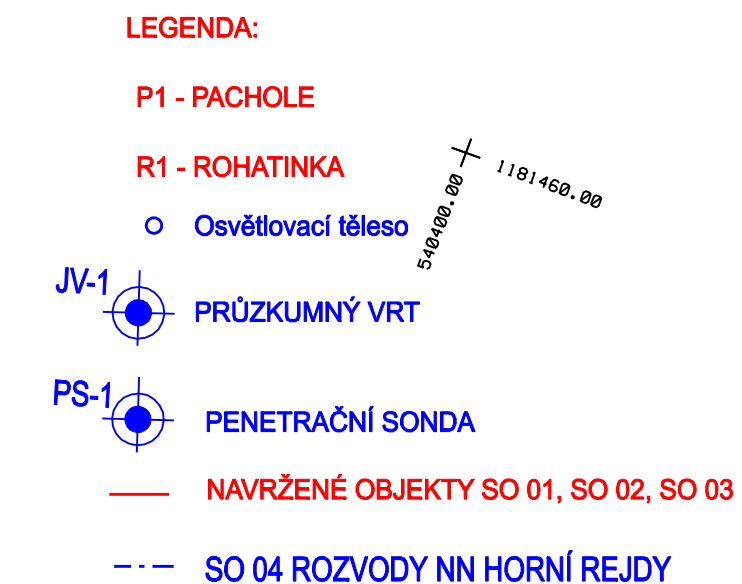 LEGENDA:
P1 - PACHOLE
R1 - ROHATINKA
1181460.00
540400.00
Osvětlovací těleso
JV-1
PRŮZKUMNÝ VRT
PS-1
PENETRAČNÍ SONDA
NAVRŽENÉ OBJEKTY SO 01, SO 02, SO 03
SO 04 ROZVODY NN HORNÍ REJDY